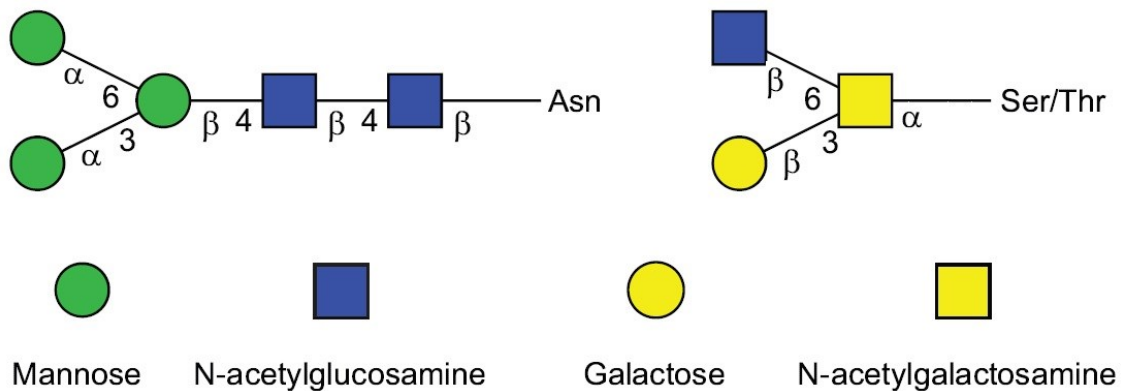 α
6
3
α
β 4 β 4 β
Asn
β
6
3
β
α
Ser/Thr
Mannose
N-acetylglucosamine
Galactose
N-acetylgalactosamine